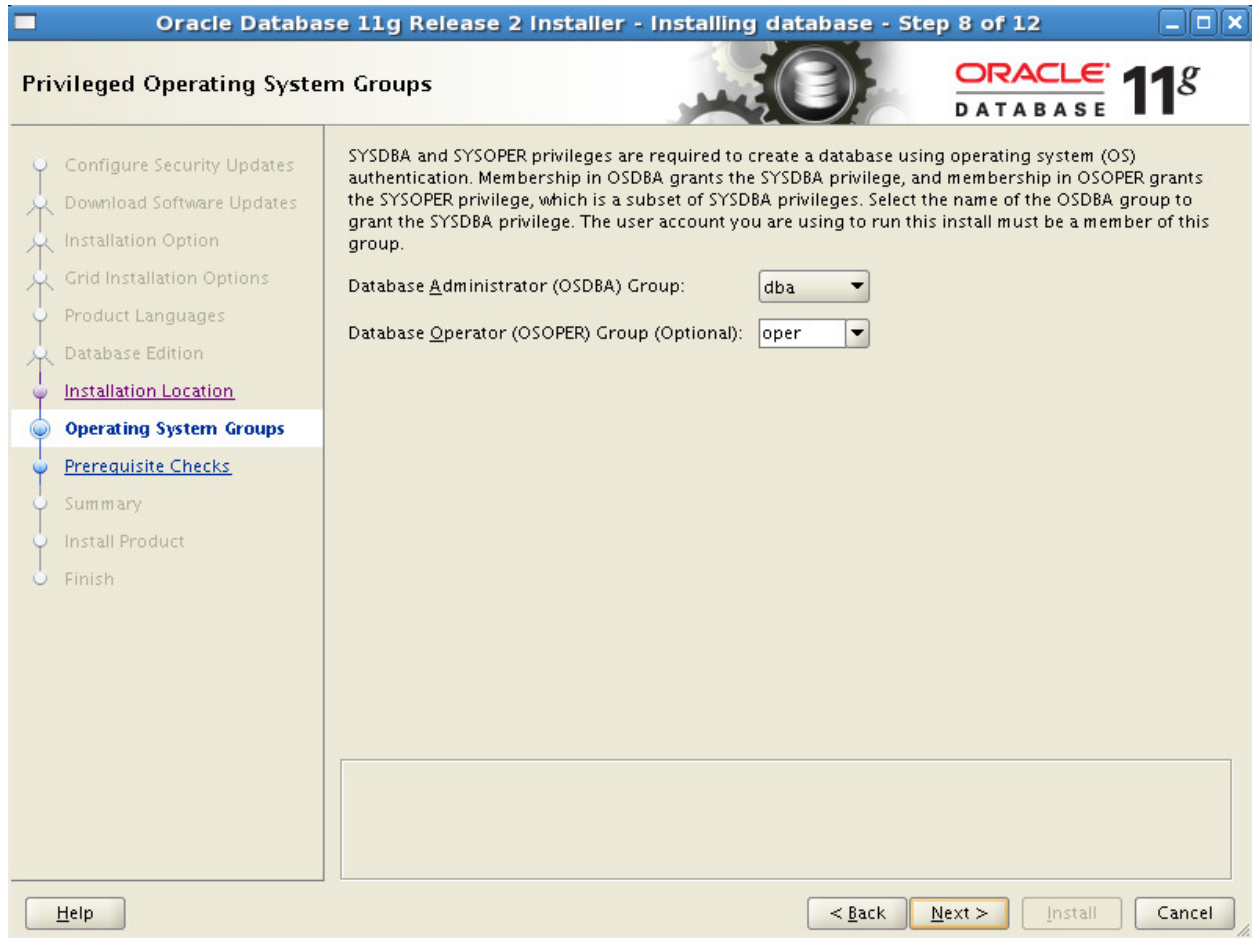 Oracle Database 11g Release 2 Installer - Installing database - Step 8 of 12
Privileged Operating System Groups
ORACLE
DATABASE
11g
Configure Security Updates
Download Software Updates
Installation Option
Grid Installation Options
Product Languages
Database Edition
Installation Location
Operating System Groups
Prerequisite Checks
Summary
Install Product
Finish
SYSDBA and SYSOPER privileges are required to create a database using operating system (OS)
authentication. Membership in OSDBA grants the SYSDBA privilege, and membership in OSOPER grants
the SYSOPER privilege, which is a subset of SYSDBA privileges. Select the name of the OSDBA group to
grant the SYSDBA privilege. The user account you are using to run this install must be a member of this
group.
Database Administrator (OSDBA) Group: dba
Database Operator (OSOPER) Group (Optional): oper
Help < Back Next > Install Cancel